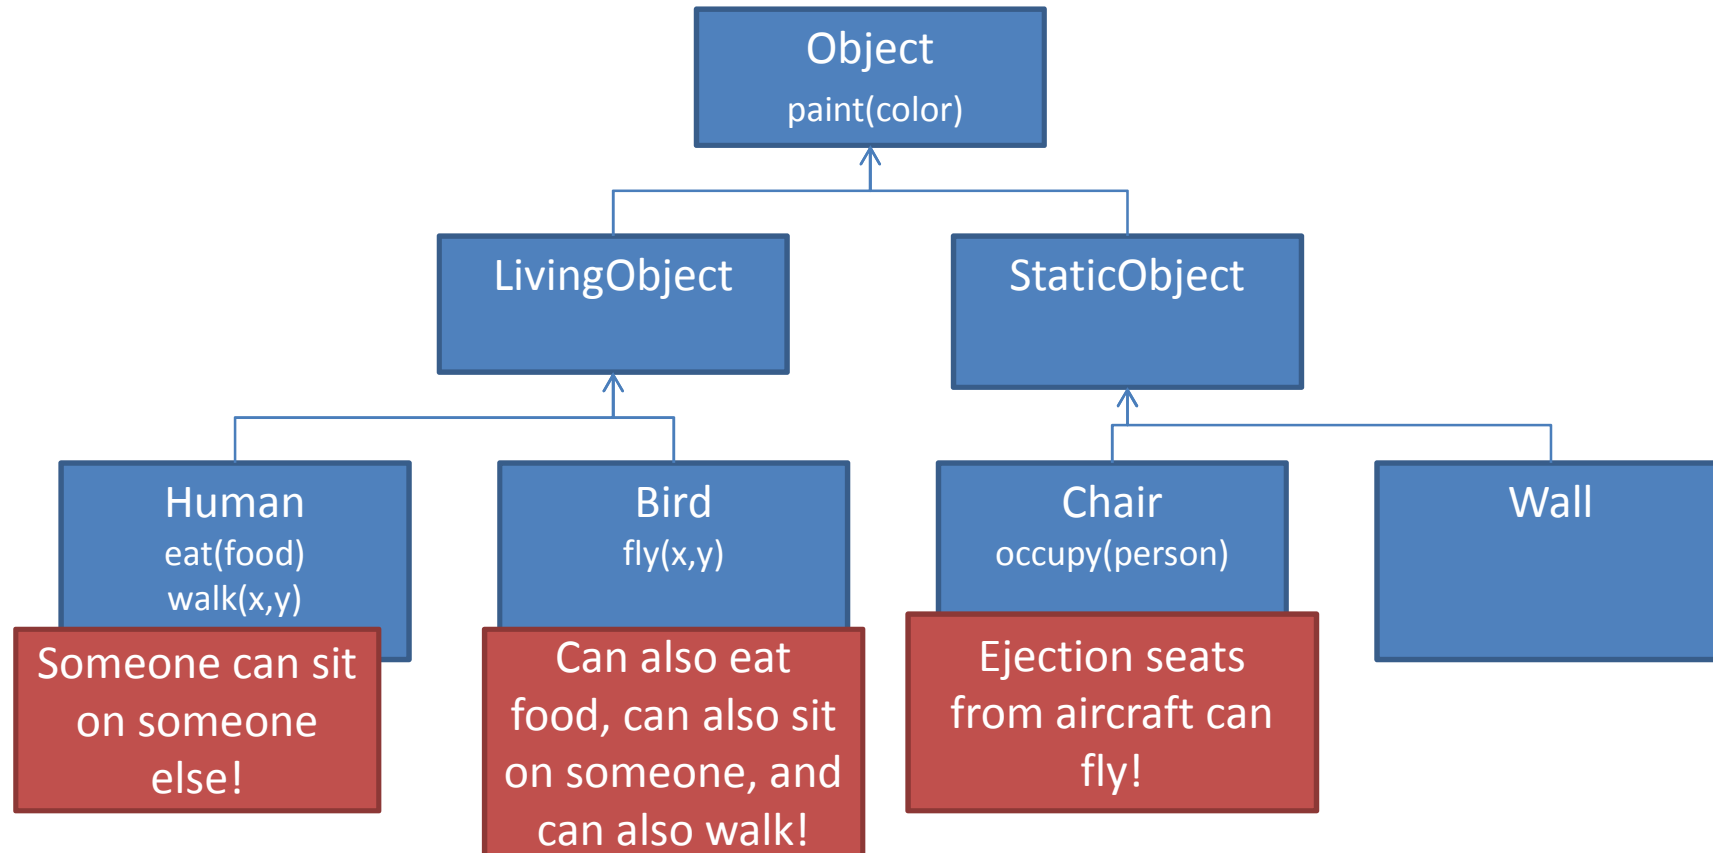 Object
paint(color)
LivingObject
StaticObject
Human
eat(food)
walk(x,y)
Someone can sit
on someone
else!
Bird
fly(x,y)
Can also eat
food, can also sit
on someone, and
can also walk!
Chair
occupy(person)
Ejection seats
from aircraft can
fly!
Wall